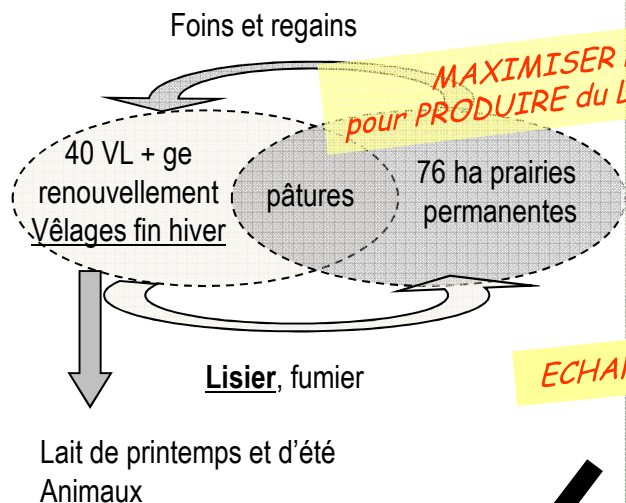 Foins et regains
MAXIMISER
pour PRODUIRE du L
40 VL + ge
renouvellement
Vêlages fin hiver
pâtures
76 ha prairies
permanentes
Lisier, fumier
ECHA
Lait de printemps et d'été
Animaux